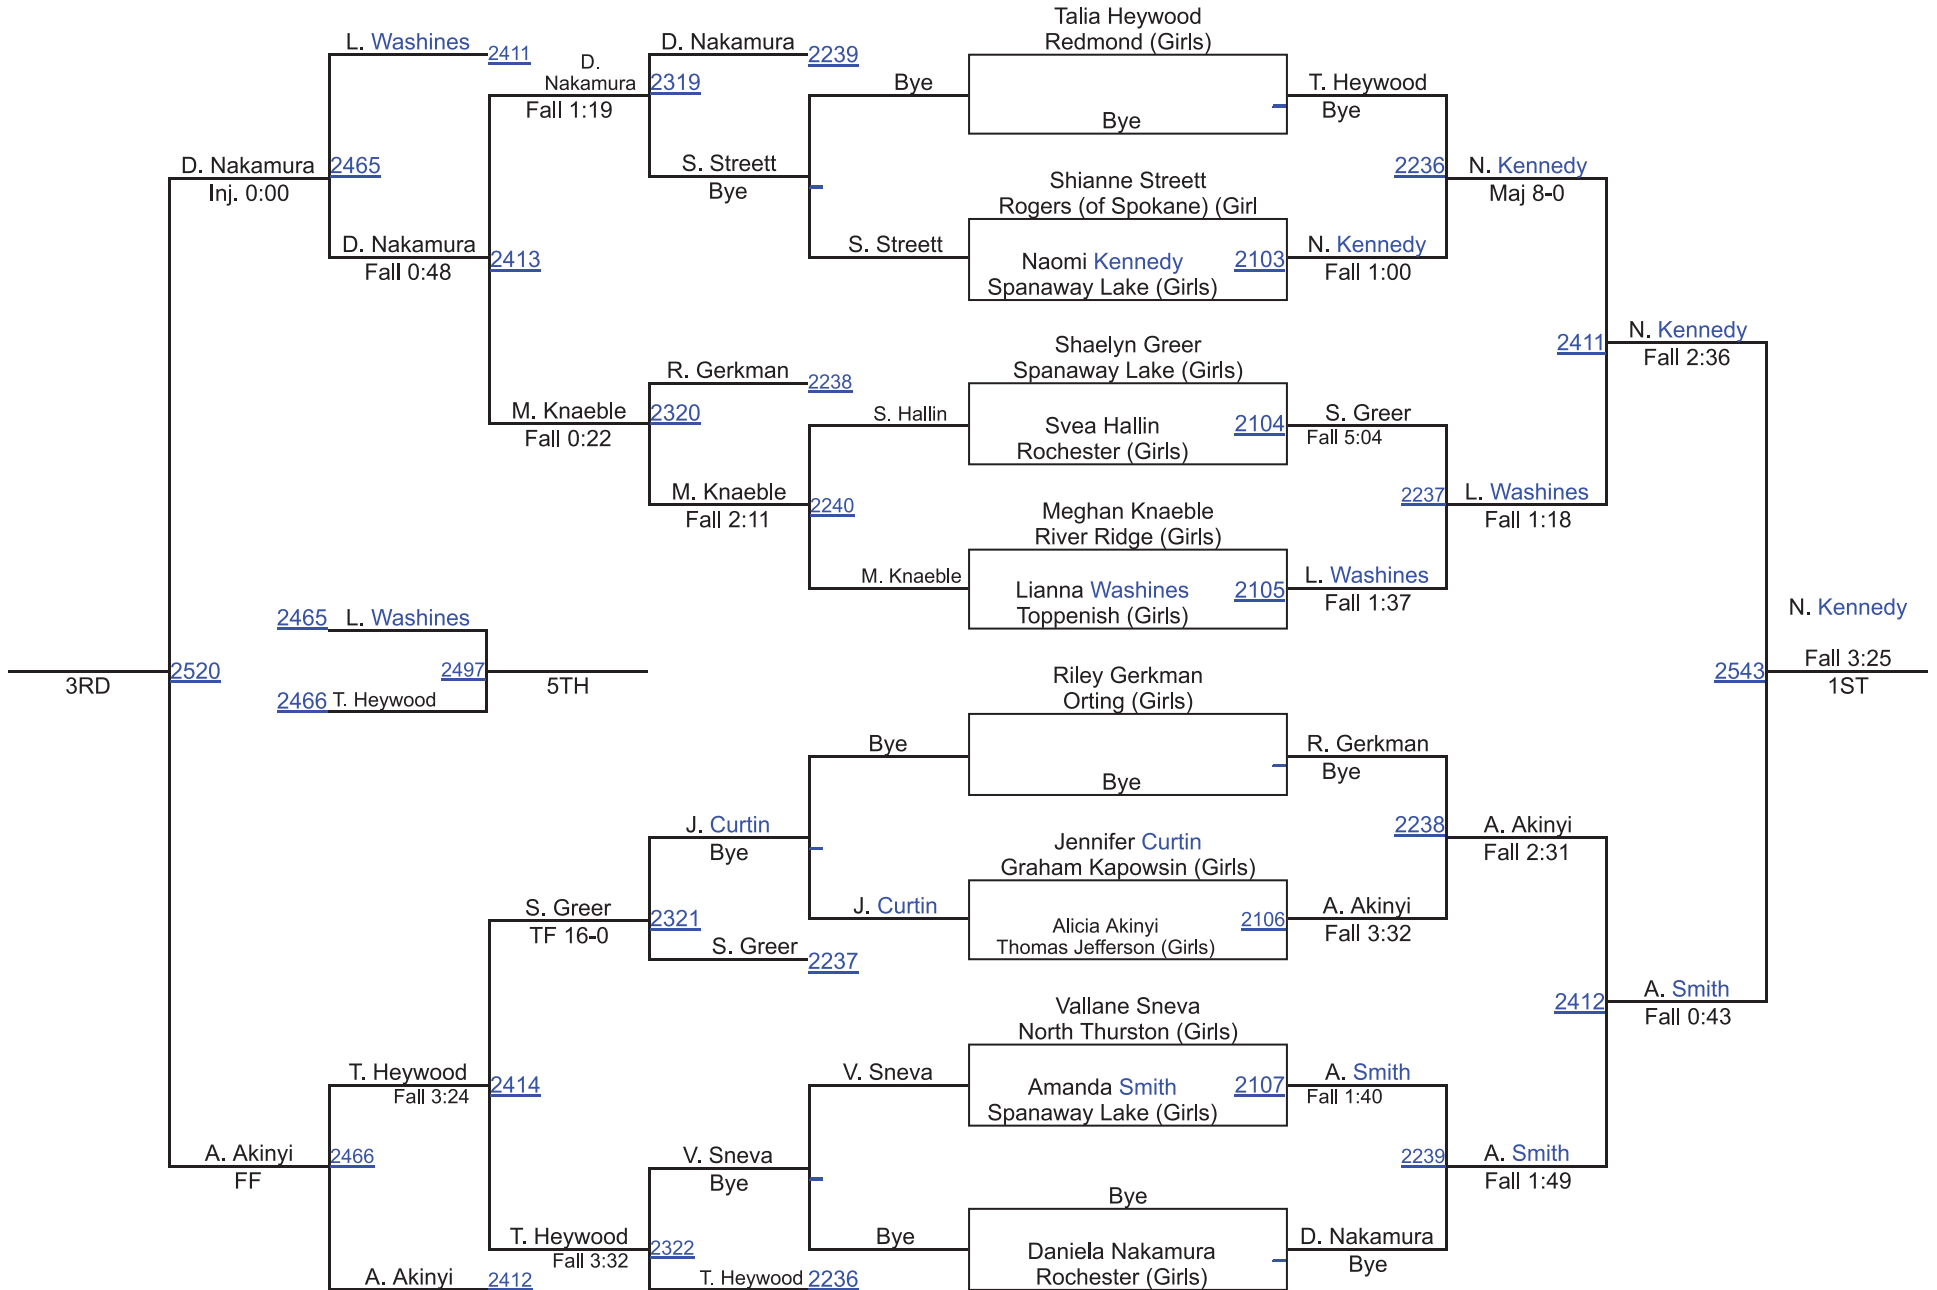 L. Washines
2411
D. Nakamura
Inj. 0:00
2465
D. Nakamura
Fall 0:48
D.
Nakamura
Fall 1:19
2413
D. Nakamura
2239
2319
S. Streett
Bye
Bye
S. Streett
M. Knaeble
Fall 0:22
R. Gerkman
2238
2320
M. Knaeble
Fall 2:11
S. Hallin
2240
M. Knaeble
2465
L. Washines
2497
2466
T. Heywood
5TH
3RD
2520
Bye
J. Curtin
Bye
J. Curtin
S. Greer
TF 16-0
2321
S. Greer
2237
T. Heywood
Fall 3:24
2414
A. Akinyi
FF
2466
V. Sneva
V. Sneva
Bye
Bye
T. Heywood
Fall 3:32
2322
A. Akinyi
2412
T. Heywood
2236
Talia Heywood
Redmond (Girls)
Bye
Shianne Streett
Rogers (of Spokane) (Girl
Naomi Kennedy
2103
Spanaway Lake (Girls)
Shaelyn Greer
Spanaway Lake (Girls)
Svea Hallin
2104
Rochester (Girls)
Meghan Knaeble
River Ridge (Girls)
Lianna Washines
2105
Toppenish (Girls)
Riley Gerkman
Orting (Girls)
Bye
Jennifer Curtin
Graham Kapowsin (Girls)
Alicia Akinyi
2106
Thomas Jefferson (Girls)
Vallane Sneva
North Thurston (Girls)
Amanda Smith
2107
Spanaway Lake (Girls)
Bye
Daniela Nakamura
Rochester (Girls)
T. Heywood
Bye
2236
N. Kennedy
Fall 1:00
N. Kennedy
Maj 8-0
S. Greer
Fall 5:04
2237
L. Washines
Fall 1:37
L. Washines
Fall 1:18
2411
N. Kennedy
Fall 2:36
R. Gerkman
Bye
2238
A. Akinyi
Fall 3:32
A. Akinyi
Fall 2:31
A. Smith
Fall 1:40
2239
D. Nakamura
Bye
A. Smith
Fall 1:49
2412
A. Smith
Fall 0:43
2543
N. Kennedy
Fall 3:25
1ST